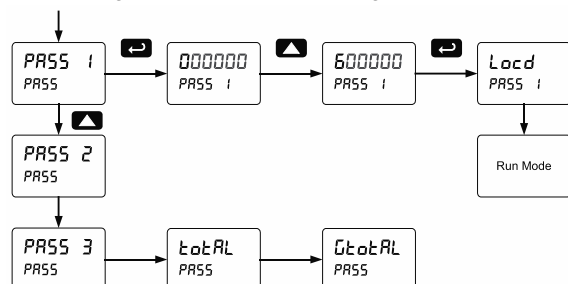 PASS 1
PASS
000000
PASS 1
600000
PASS 1
Locd
PASS 1
PASS 2
PASS
Run Mode
PASS 3
PASS
totAL
PASS
GtotAL
PASS